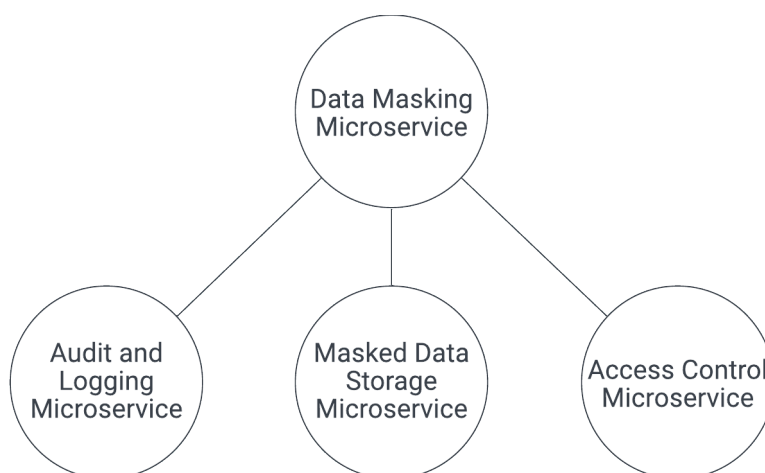 Data Masking
Microservice
Audit and
Logging
Microservice
Masked Data
Storage
Microservice
Access Control
Microservice